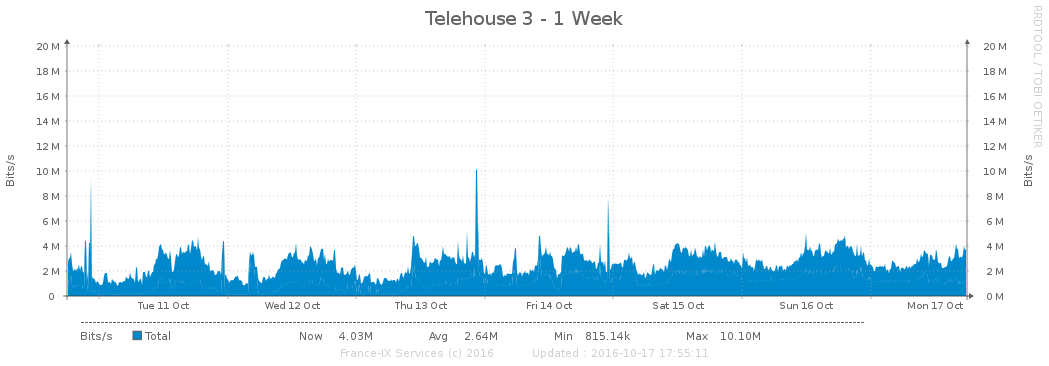 Telehouse 3 - 1 Week
RRDTOOL / TOBI OETIKER
Bits/s
20 M
18 M
16 M
14 M
12 M
10 M
8 M
6 M
4 M
2 M
0
20 M
18 M
16 M
14 M
12 M
10 M
8 M
6 M
4 M
2 M
0 M
Bits/s
Tue 11 Oct Wed 12 Oct Thu 13 Oct Fri 14 Oct Sat 15 Oct Sun 16 Oct Mon 17 Oct
Bits/s Total Now 4.03M Avg 2.64M Min 815.14k Max 10.10M
France-IX Services (c) 2016 Updated : 2016-10-17 17:55:11